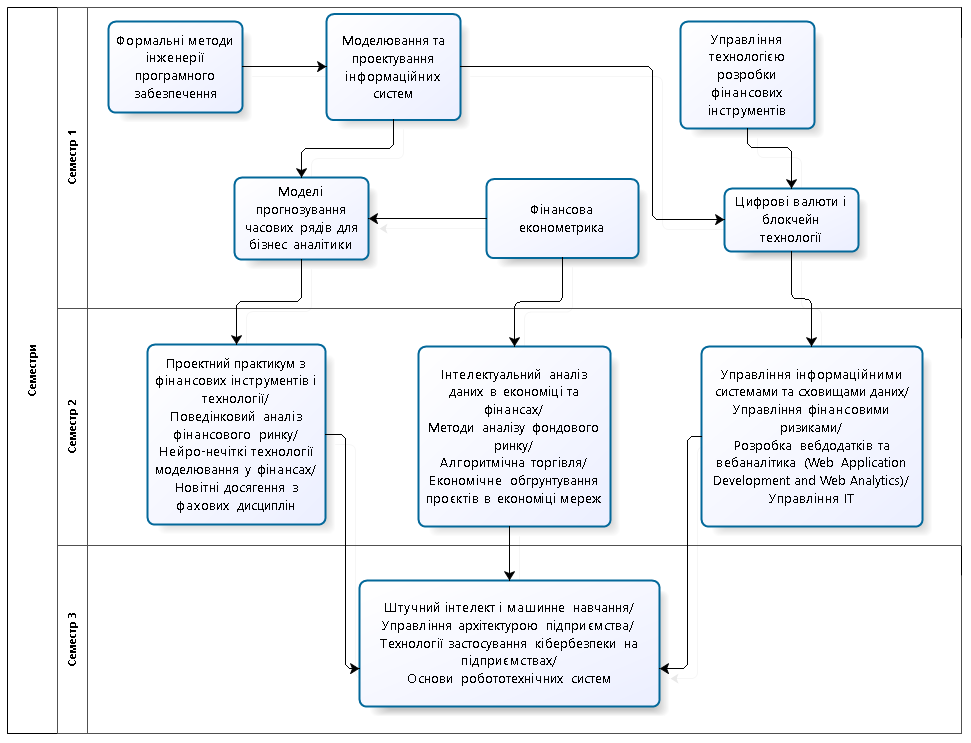 Семестри
Семестр 1
Формальні методи
інженерії
програмного
забезпечення
Моделювання та
проектування
інформаційних
систем
Управління
технологією
розробки
фінансових
інструментів
Моделі
прогнозування
часових рядів для
бізнес аналітики
Фінансова
економетрика
Цифрові валюти і
блокчейн
технології
Семестр 2
Проектний практикум з
фінансових інструментів і
технології/
Поведінковий аналіз
фінансового ринку/
Нейро-нечіткі технології
моделювання у фінансах/
Новітні досягення з
фахових дисциплін
Інтелектуальний аналіз
даних в економіці та
фінансах/
Методи аналізу фондового
ринку/
Алгоритмічна торгівля/
Економічне обгрунтування
проєктів в економіці мереж
Управління інформаційними
системами та сховищами даних/
Управління фінансовими
ризиками/
Розробка вебдодатків та
вебаналітика (Web Application
Development and Web Analytics)/
Управління ІТ
Семестр 3
Штучний інтелект і машинне навчання/
Управління архітектурою підприємства/
Технології застосування кібербезпеки на
підприємствах/
Основи робототехнічних систем